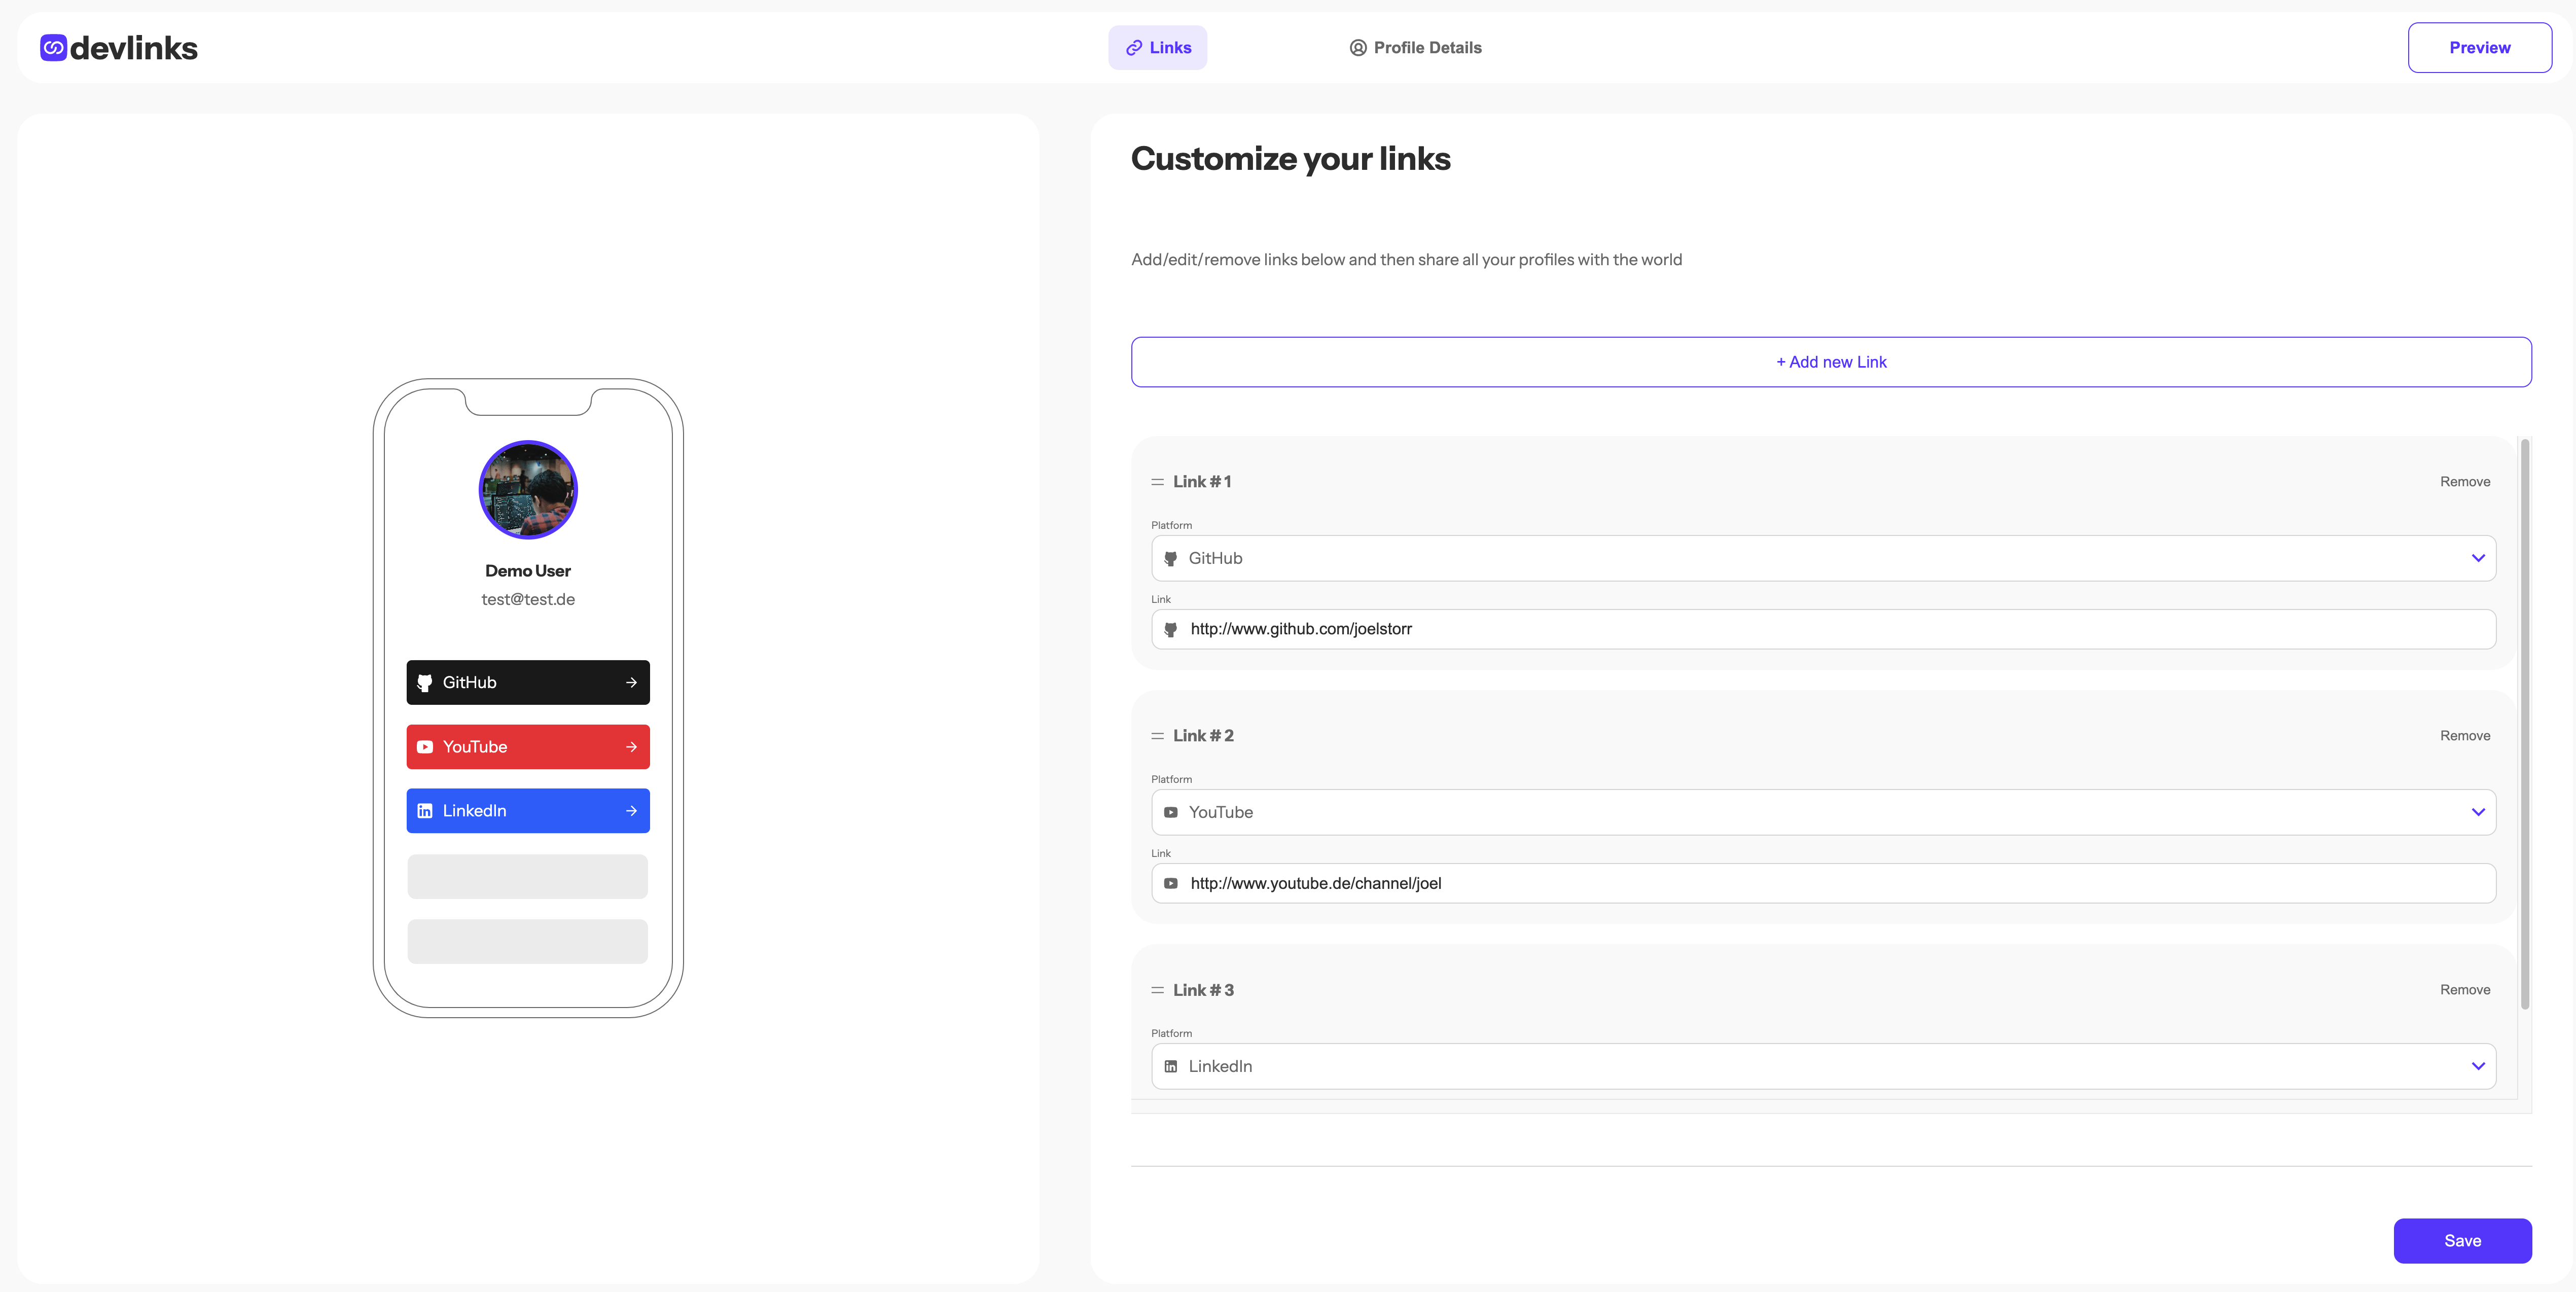 devlinks
Links
Profile Details
Preview
Demo User
test@test.de
GitHub
YouTube
LinkedIn
Customize your links
Add/edit/remove links below and then share all your profiles with the world
+ Add new Link
Link # 1
Remove
Platform
GitHub
Link
http://www.github.com/joelstorr
Link # 2
Remove
Platform
YouTube
Link
http://www.youtube.de/channel/joel
Link # 3
Remove
Platform
LinkedIn
Save